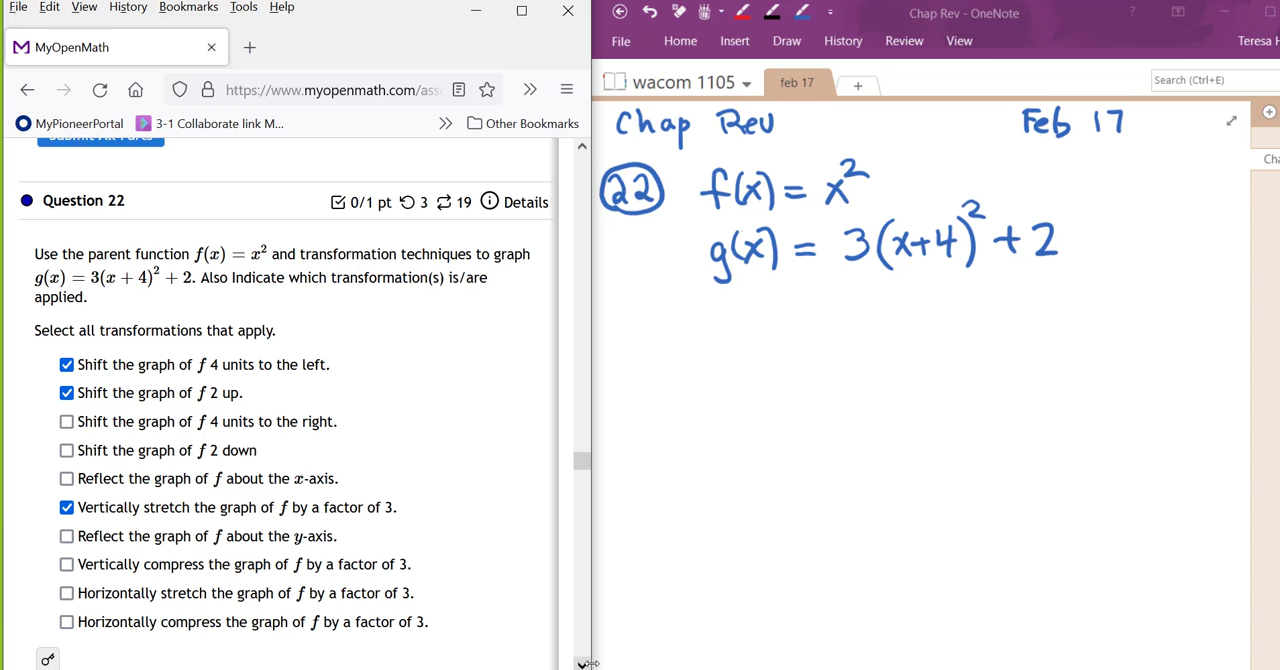 File Edit View History Bookmarks Tools Help
MyOpenMath
https://www.myopenmath.com/ass
MyPioneerPortal 3-1 Collaborate link M... Other Bookmarks
Question 22
0/1 pt 3 19 Details
Use the parent function f(x) = x² and transformation techniques to graph
g(x) = 3(x + 4)² + 2. Also Indicate which transformation(s) is/are
applied.
Select all transformations that apply.
Shift the graph of f 4 units to the left.
Shift the graph of f 2 up.
Shift the graph of f 4 units to the right.
Shift the graph of f 2 down
Reflect the graph of f about the x-axis.
Vertically stretch the graph of f by a factor of 3.
Reflect the graph of f about the y-axis.
Vertically compress the graph of f by a factor of 3.
Horizontally stretch the graph of f by a factor of 3.
Horizontally compress the graph of f by a factor of 3.
Chap Rev - OneNote
File Home Insert Draw History Review View Teresa H
wacom 1105 feb 17 Search (Ctrl+E)
Chap Rev Feb 17
22 f(x) = x²
g(x) = 3(x+4)² + 2